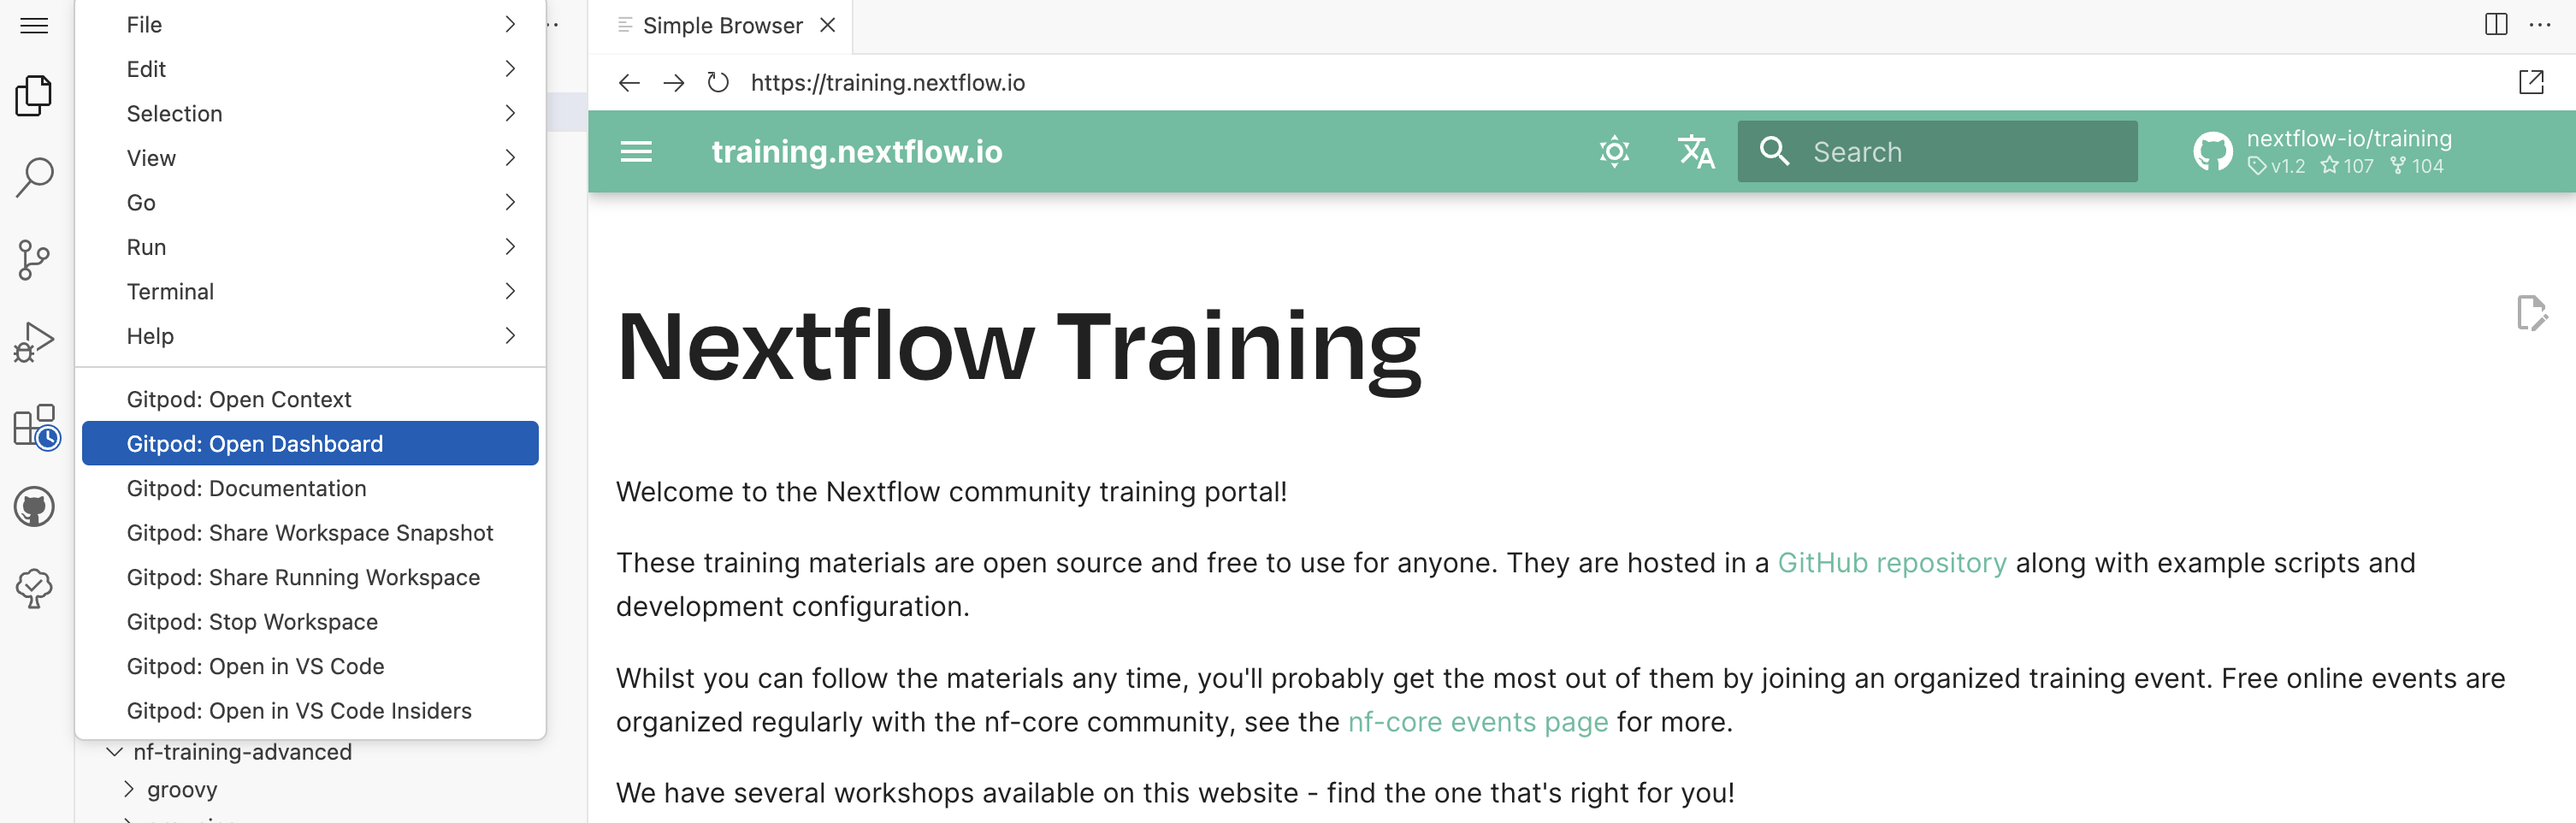 File
Edit
Selection
View
Go
Run
Terminal
Help
Gitpod: Open Context
Gitpod: Open Dashboard
Gitpod: Documentation
Gitpod: Share Workspace Snapshot
Gitpod: Share Running Workspace
Gitpod: Stop Workspace
Gitpod: Open in VS Code
Gitpod: Open in VS Code Insiders
nf-training-advanced
groovy
Simple Browser
https://training.nextflow.io
training.nextflow.io
Search
nextflow-io/training
v1.2 107 104
Nextflow Training
Welcome to the Nextflow community training portal!
These training materials are open source and free to use for anyone. They are hosted in a GitHub repository along with example scripts and
development configuration.
Whilst you can follow the materials any time, you'll probably get the most out of them by joining an organized training event. Free online events are
organized regularly with the nf-core community, see the nf-core events page for more.
We have several workshops available on this website - find the one that's right for you!